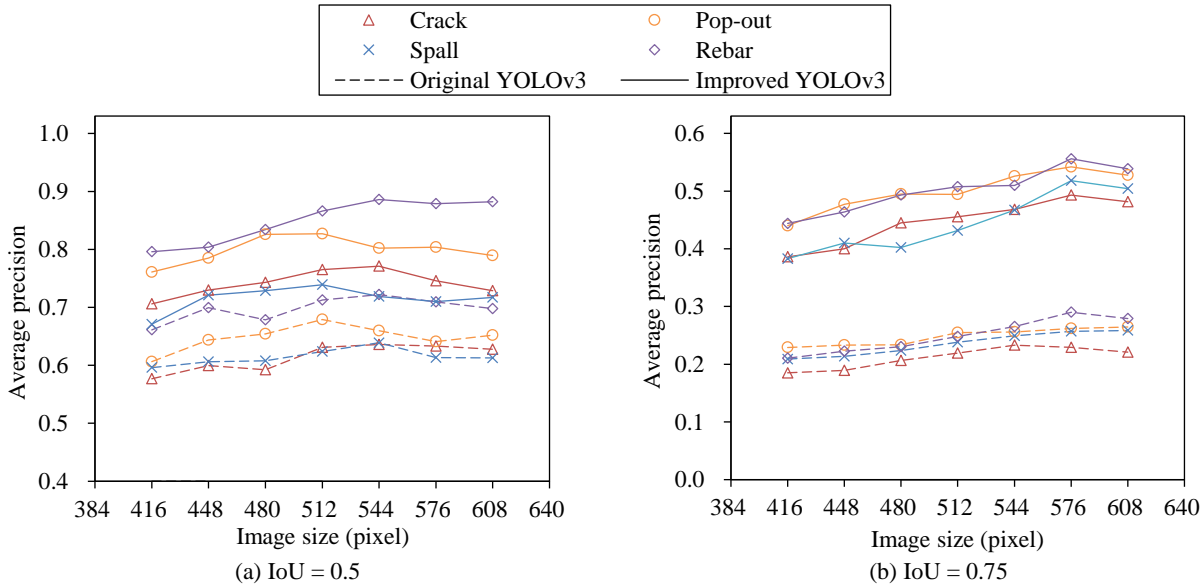 Crack
Pop-out
Spall
Rebar
Original YOLOv3
Improved YOLOv3
Average precision
1.0
0.9
0.8
0.7
0.6
0.5
0.4
384 416 448 480 512 544 576 608 640
Image size (pixel)
(a) IoU = 0.5
Average precision
0.6
0.5
0.4
0.3
0.2
0.1
0.0
384 416 448 480 512 544 576 608 640
Image size (pixel)
(b) IoU = 0.75